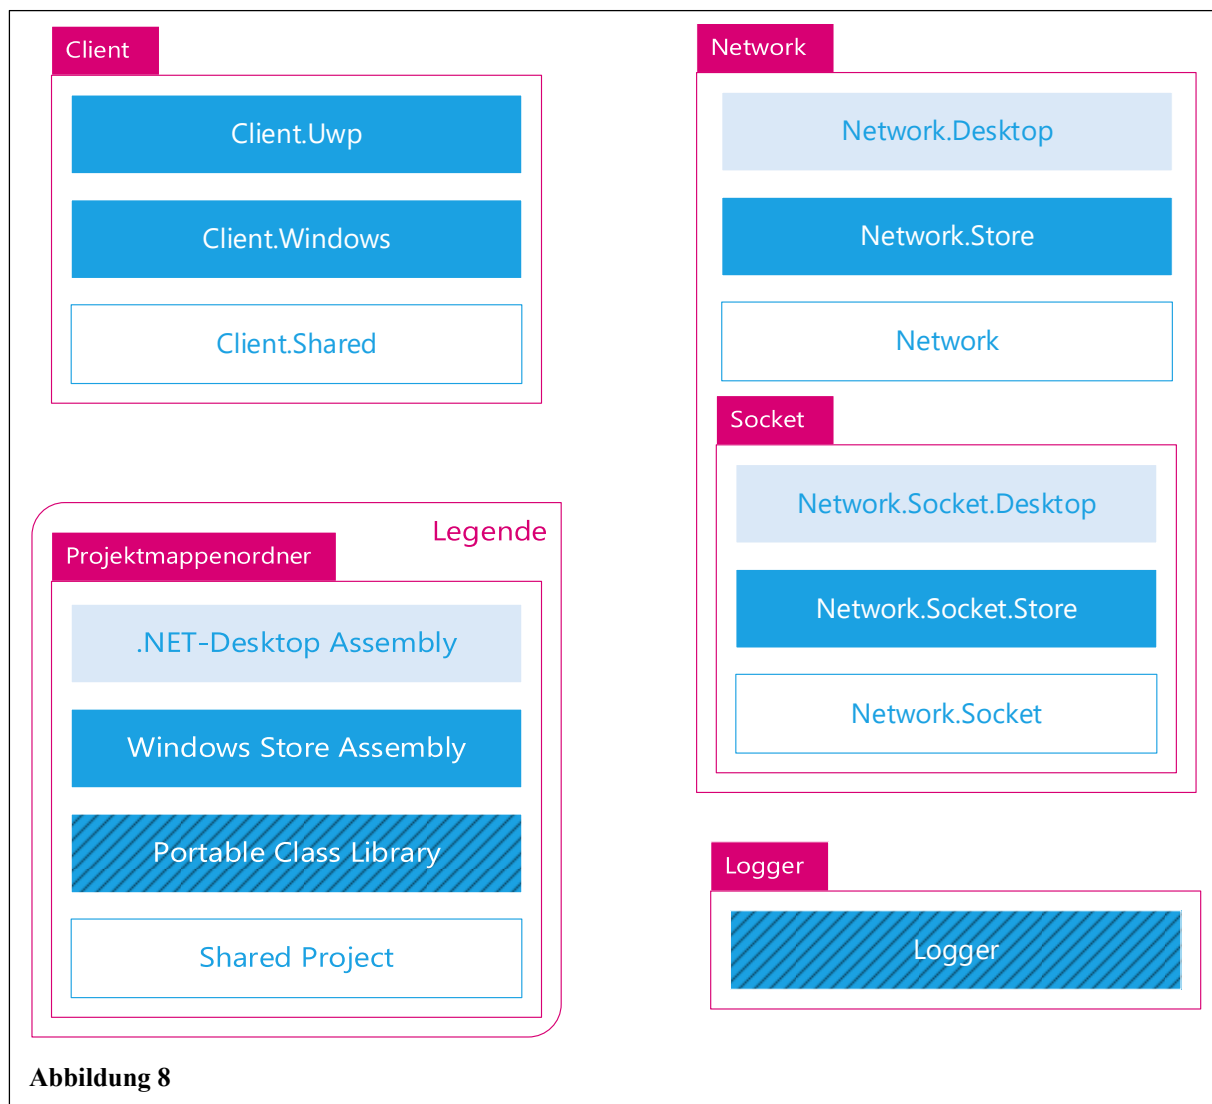 Client
Client.Uwp
Client.Windows
Client.Shared
Network
Network.Desktop
Network.Store
Network
Socket
Network.Socket.Desktop
Network.Socket.Store
Network.Socket
Legende
Projektmappenordner
.NET-Desktop Assembly
Windows Store Assembly
Portable Class Library
Shared Project
Logger
Logger
Abbildung 8